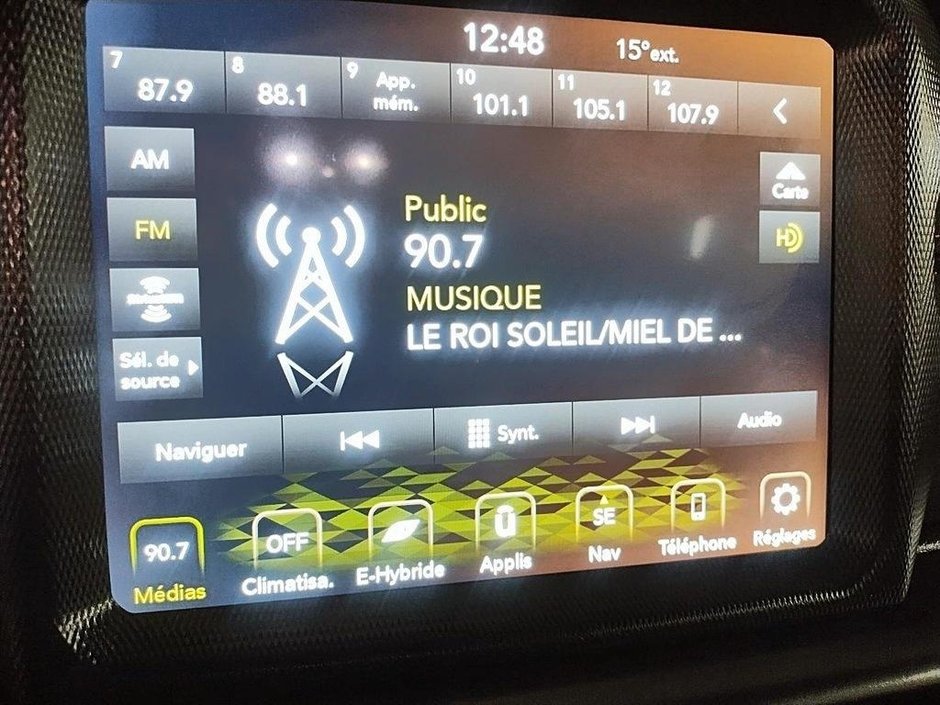 12:48
15°ext.
7
87.9
8
88.1
9
App.
mém.
10
101.1
11
105.1
12
107.9
AM
FM
Sél. de
source
Carte
HD
Public
90.7
MUSIQUE
LE ROI SOLEIL/MIEL DE ...
Naviguer
Synt.
Audio
90.7
OFF
SE
Médias
Climatisa.
E-Hybride
Applis
Nav
Téléphone
Réglages